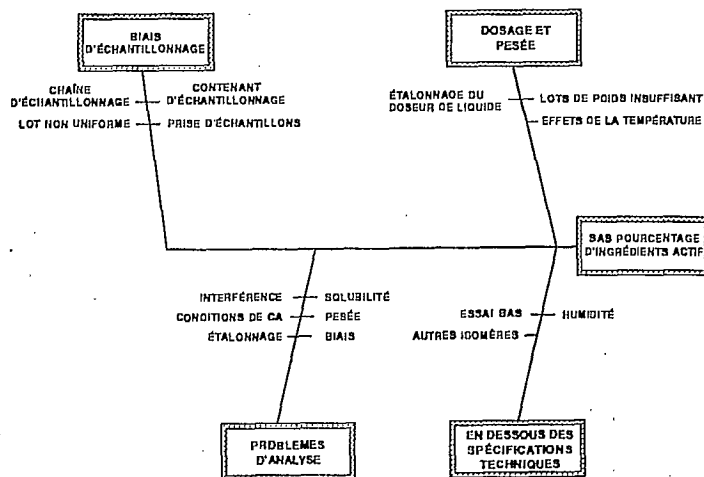 BIAIS
D'ÉCHANTILLONNAGE
DOSAGE ET
PESÉE
CHAÎNE
D'ÉCHANTILLONNAGE
CONTENANT
D'ÉCHANTILLONNAGE
LOT NON UNIFORME
PRISE D'ÉCHANTILLONS
ÉTALONNAGE DU
DOSEUR DE LIQUIDE
LOTS DE POIDS INSUFFISANT
EFFETS DE LA TEMPÉRATURE
BAS POURCENTAGE
D'INGRÉDIENTS ACTIF
INTERFÉRENCE
SOLUBILITÉ
CONDITIONS DE CA
PESÉE
ÉTALONNAGE
BIAIS
ESSAI BAS
HUMIDITÉ
AUTRES ISOMÈRES
PROBLEMES
D'ANALYSE
EN DESSOUS DES
SPÉCIFICATIONS
TECHNIQUES